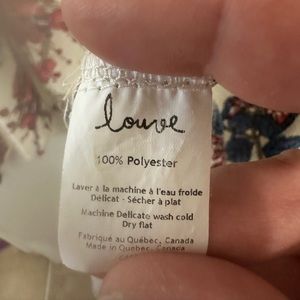 louve
100% Polyester
Laver à la machine à l'eau froide
Délicat - Sécher à plat
Machine Delicate wash cold
Dry flat
Fabriqué au Québec, Canada
Made in Québec, Canada